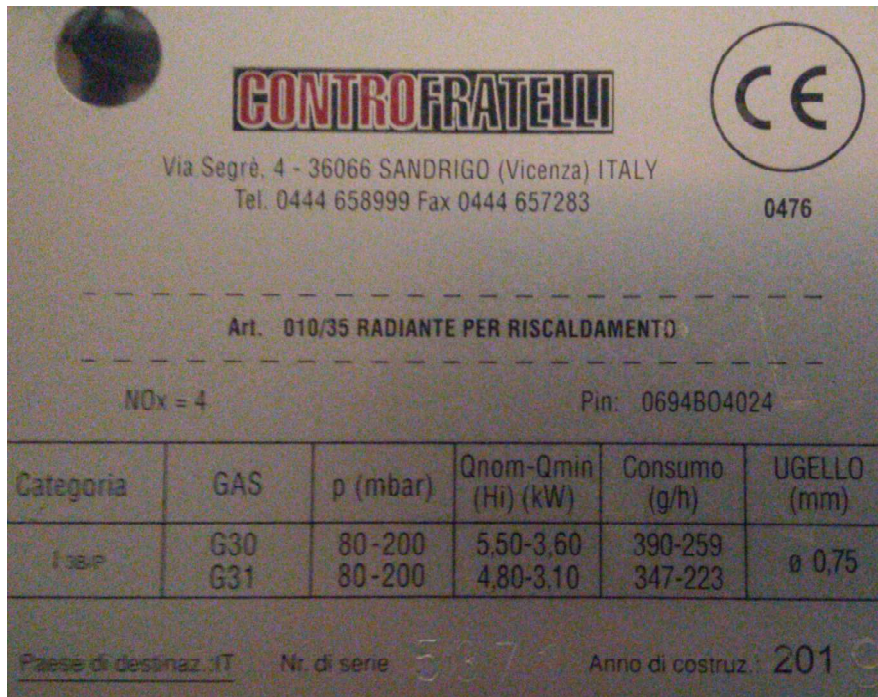 CONTROFRATELLI
CE
Via Segrè, 4 - 36066 SANDRIGO (Vicenza) ITALY
Tel. 0444 658999 Fax 0444 657283
0476
Art. 010/35 RADIANTE PER RISCALDAMENTO
NOx = 4 Pin: 0694BO4024
Categoria GAS p (mbar) Qnom-Qmin (Hi) (kW) Consumo (g/h) UGELLO (mm)
I 3B/P G30 80-200 5,50-3,60 390-259 ø 0,75
G31 80-200 4,80-3,10 347-223
Paese di destinaz.:IT Nr. di serie Anno di costruz.: 201